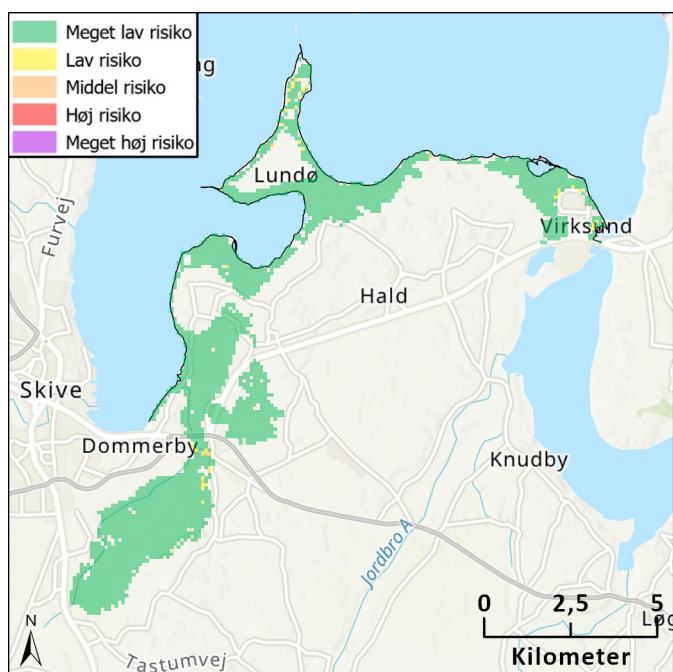 Meget lav risiko
Lav risiko
Middel risiko
Høj risiko
Meget høj risiko
Furvej
Lundø
Virksund
Hald
Skive
Dommerby
Knudby
Jordbro Å
Tastumvej
N
0 2,5 5
Kilometer